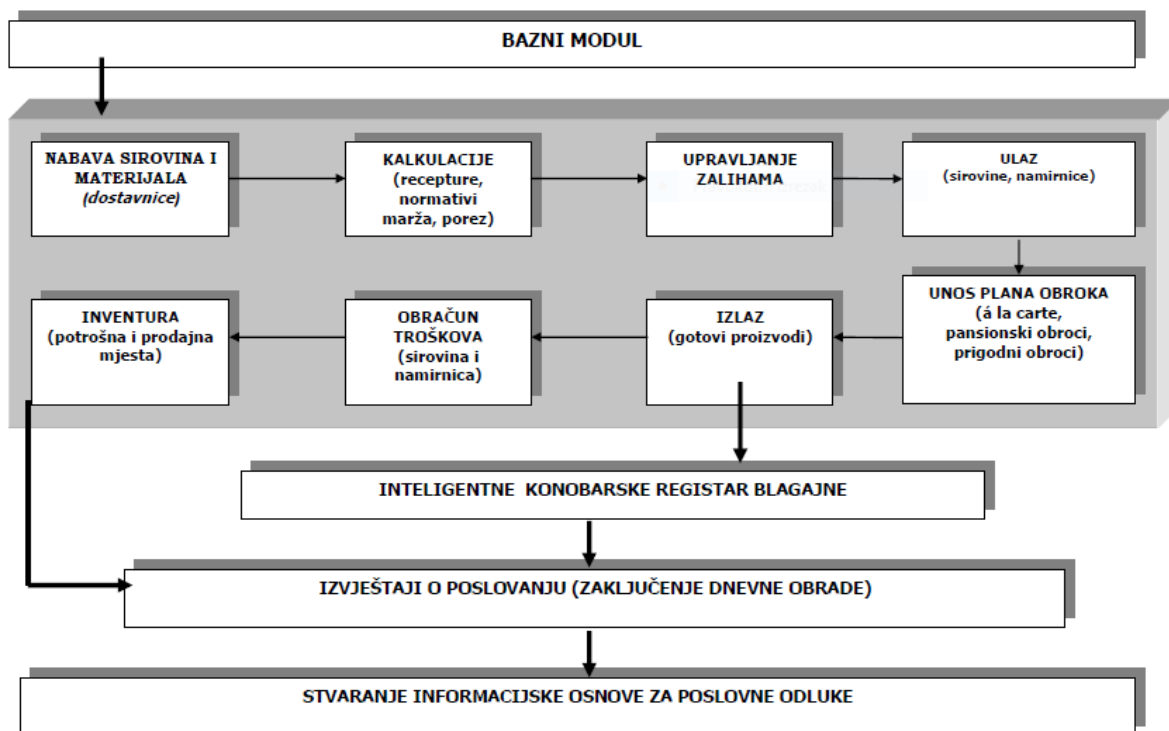 BAZNI MODUL
NABAVA SIROVINA I
MATERIJALA
(dostavnice)
KALKULACIJE
(recepture,
normativi
marža, porez)
UPRAVLJANJE
ZALIHAMA
ULAZ
(sirovine, namirnice)
UNOS PLANA OBROKA
(á la carte,
pansionski obroci,
prigodni obroci)
IZLAZ
(gotovi proizvodi)
OBRAČUN
TROŠKOVA
(sirovina i
namirnica)
INVENTURA
(potrošna i prodajna
mjesta)
INTELIGENTNE KONOBARSKE REGISTAR BLAGAJNE
IZVJEŠTAJI O POSLOVANJU (ZAKLJUČENJE DNEVNE OBRADE)
STVARANJE INFORMACIJSKE OSNOVE ZA POSLOVNE ODLUKE